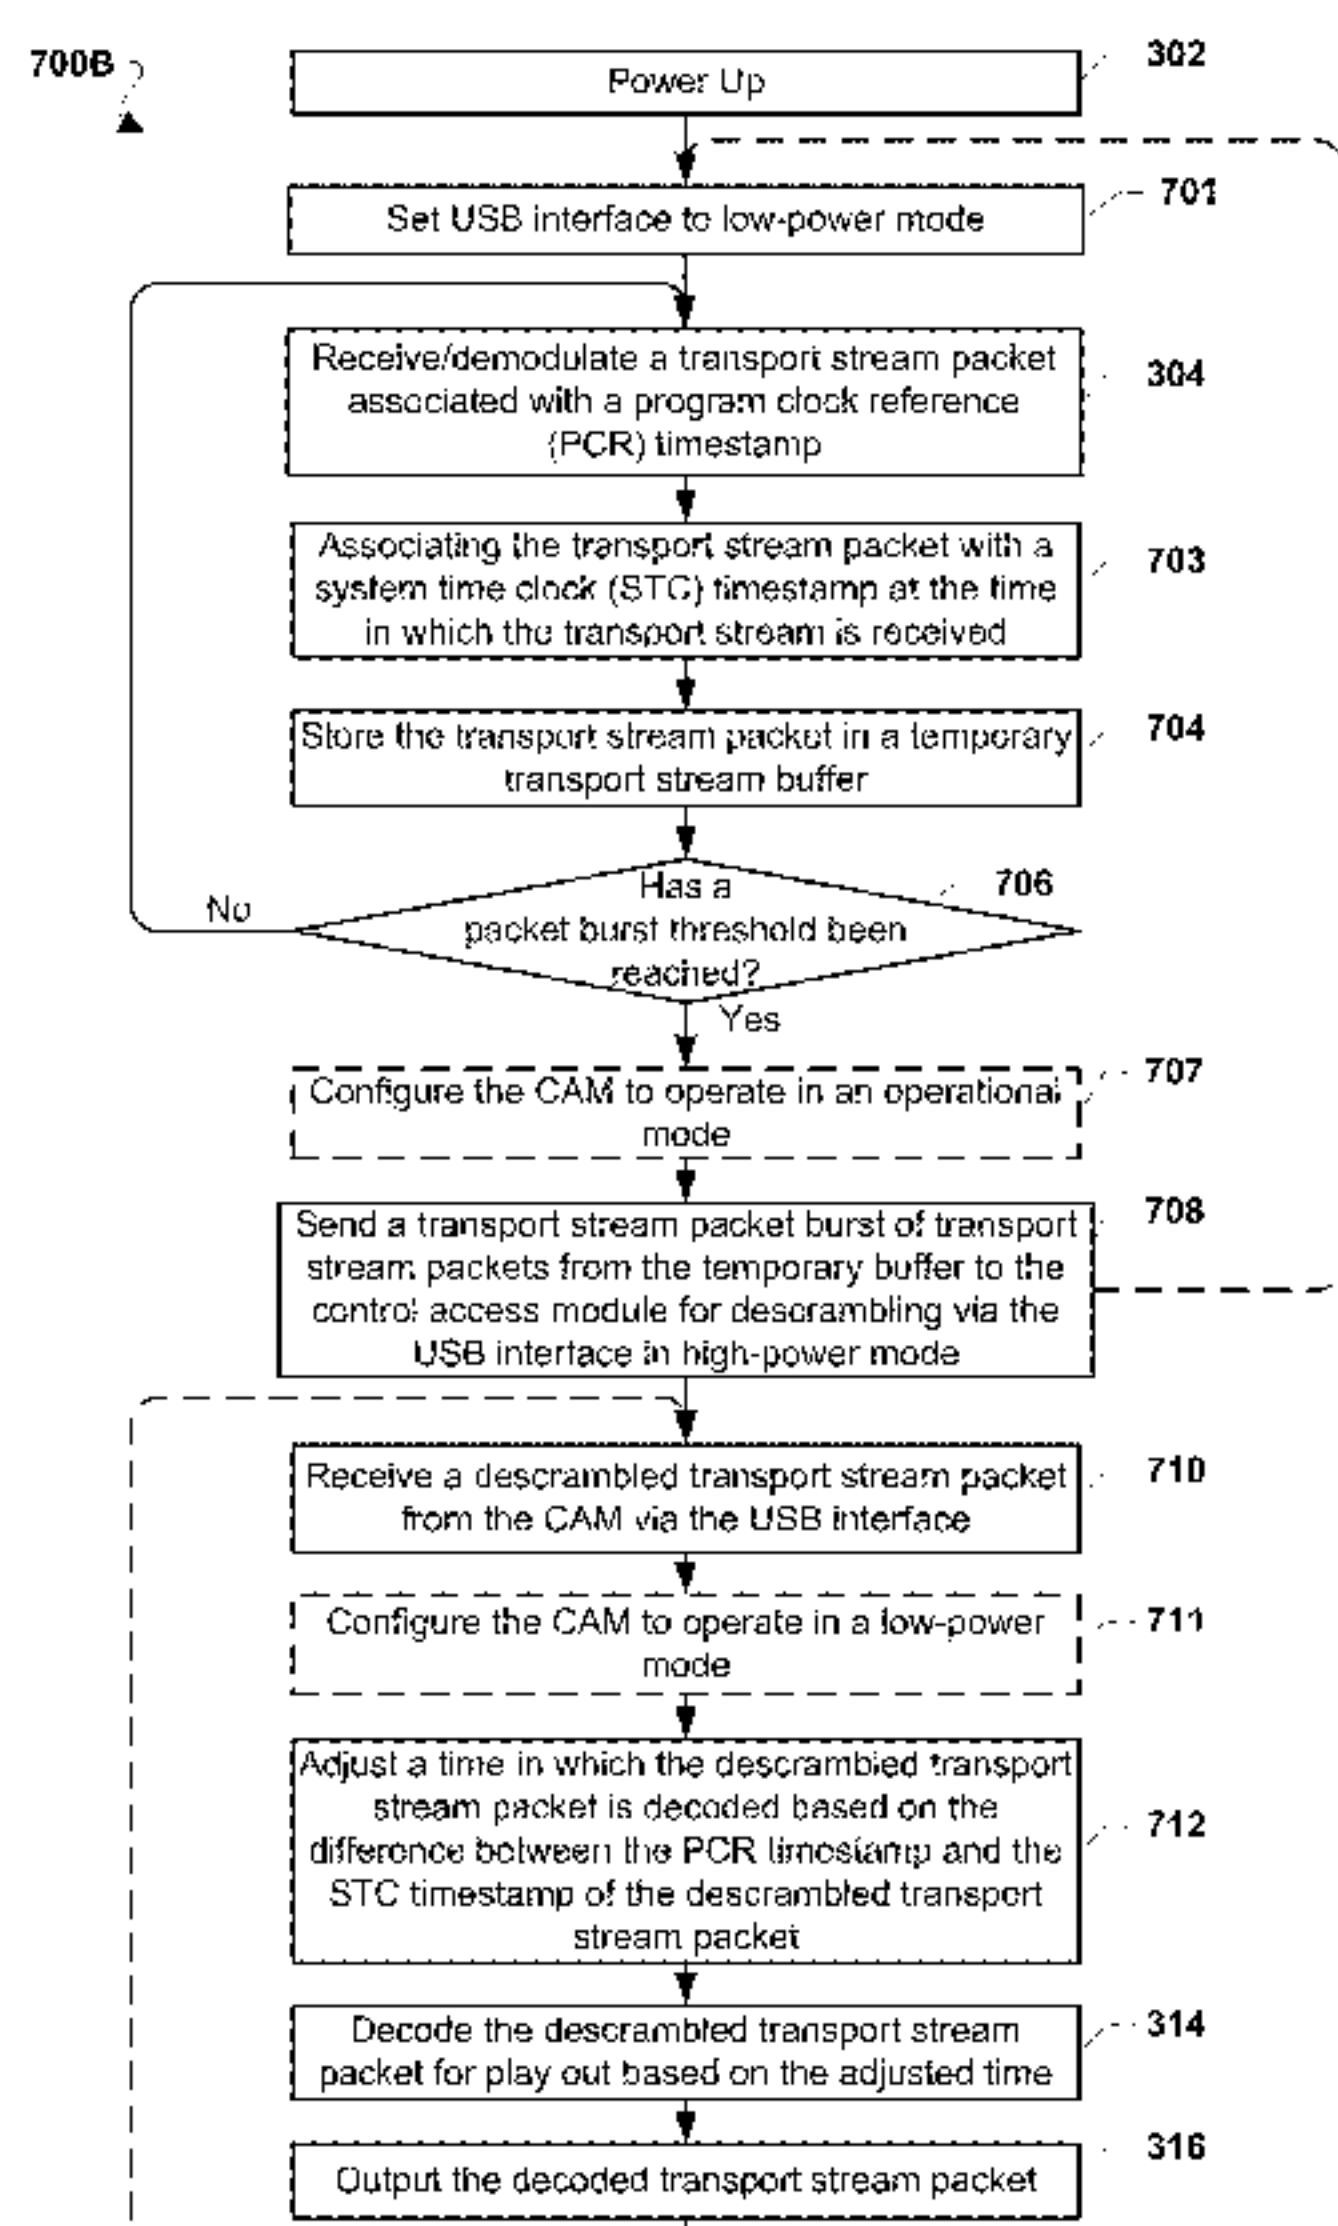 700B
Power Up
302
Set USB interface to low-power mode
701
Receive/demodulate a transport stream packet
associated with a program clock reference
(PCR) timestamp
304
Associating the transport stream packet with a
system time clock (STC) timestamp at the time
in which the transport stream is received
703
Store the transport stream packet in a temporary
transport stream buffer
704
Has a
packet burst threshold been
reached?
706
No
Yes
Configure the CAM to operate in an operational
mode
707
Send a transport stream packet burst of transport
stream packets from the temporary buffer to the
control access module for descrambling via the
USB interface in high-power mode
708
Receive a descrambled transport stream packet
from the CAM via the USB interface
710
Configure the CAM to operate in a low-power
mode
711
Adjust a time in which the descrambled transport
stream packet is decoded based on the
difference between the PCR timestamp and the
STC timestamp of the descrambled transport
stream packet
712
Decode the descrambled transport stream
packet for play out based on the adjusted time
314
Output the decoded transport stream packet
316